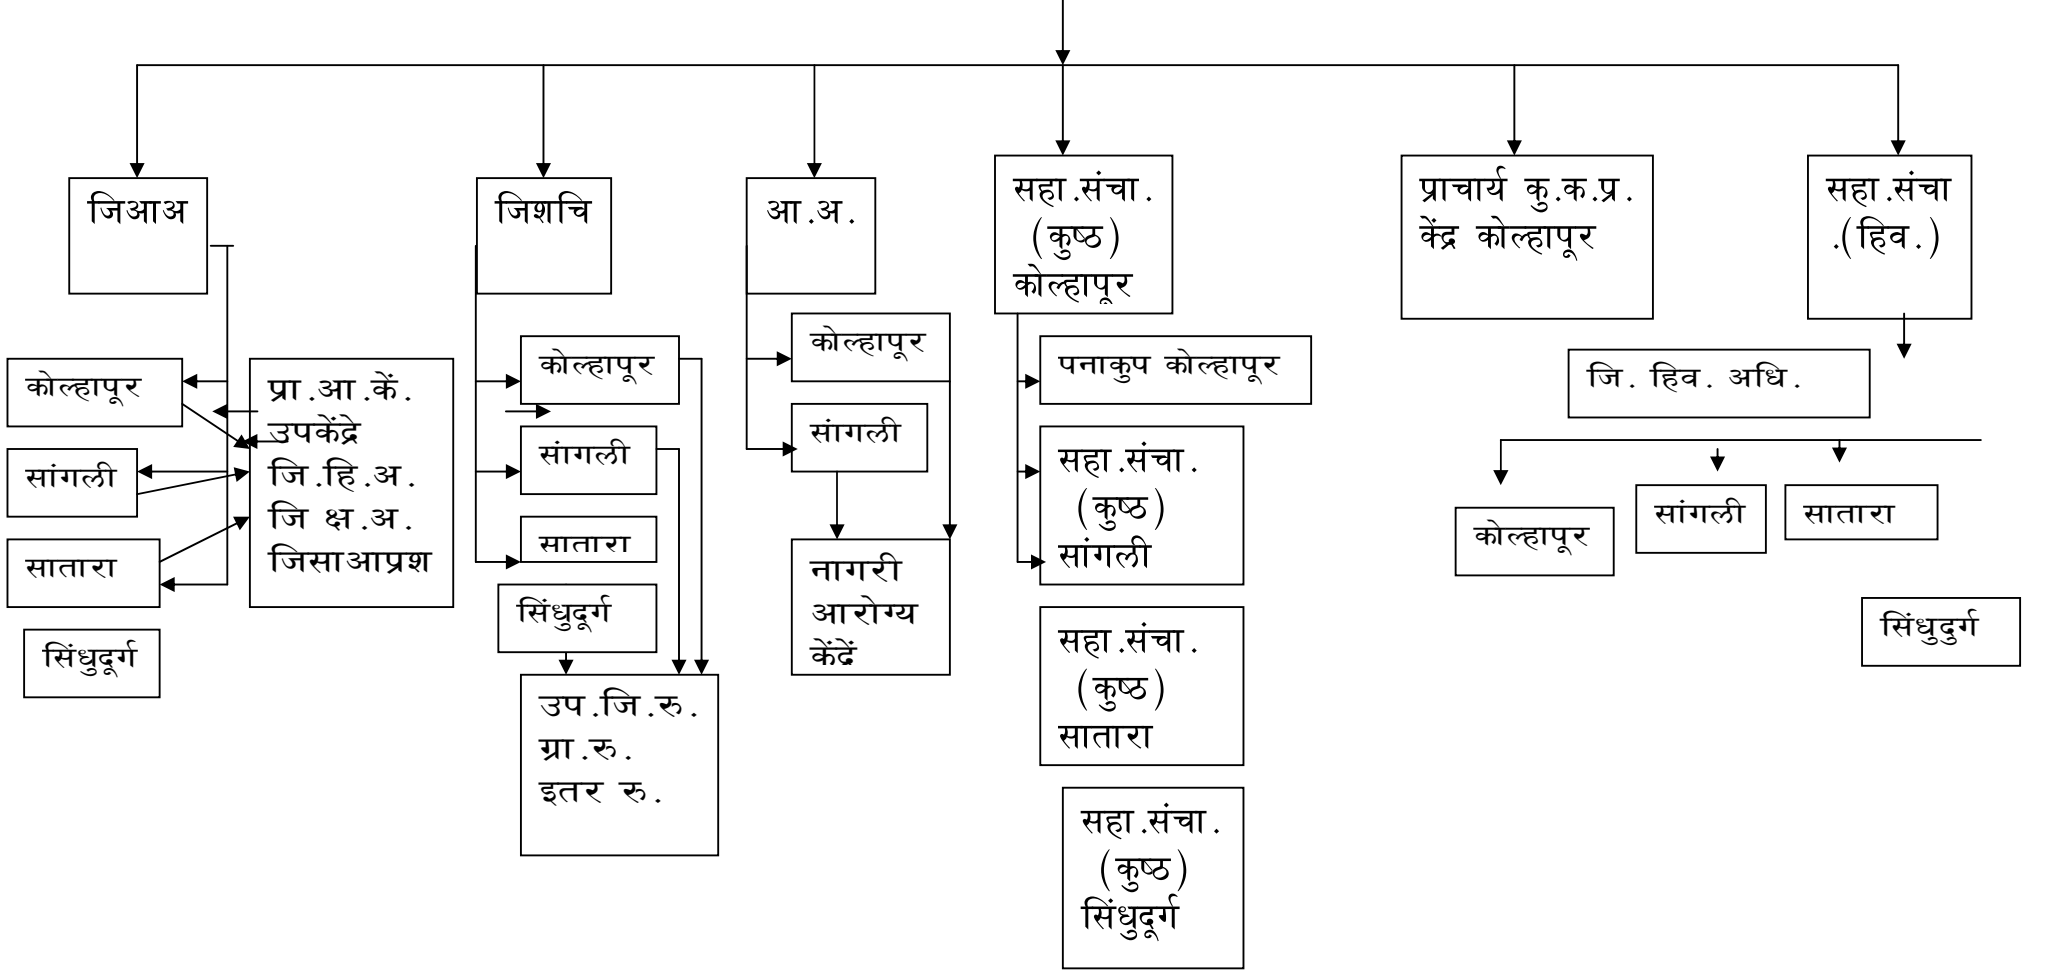 जिआअ
कोल्हापूर
सांगली
सातारा
सिंधुदूर्ग
प्रा.आ.कें.
उपकेंद्रे
जि.हि.अ.
जि क्ष.अ.
जिसाआप्रश
जिशचि
कोल्हापूर
सांगली
सातारा
सिंधुदूर्ग
उप.जि.रु.
ग्रा.रु.
इतर रु.
आ.अ.
कोल्हापूर
सांगली
नागरी
आरोग्य
केंद्रें
सहा.संचा.
(कुष्ठ)
कोल्हापूर
पनाकुप कोल्हापूर
सहा.संचा.
(कुष्ठ)
सांगली
सहा.संचा.
(कुष्ठ)
सातारा
सहा.संचा.
(कुष्ठ)
सिंधुदूर्ग
प्राचार्य कु.क.प्र.
केंद्र कोल्हापूर
सहा.संचा
.(हिव.)
जि. हिव. अधि.
कोल्हापूर
सांगली
सातारा
सिंधुदुर्ग